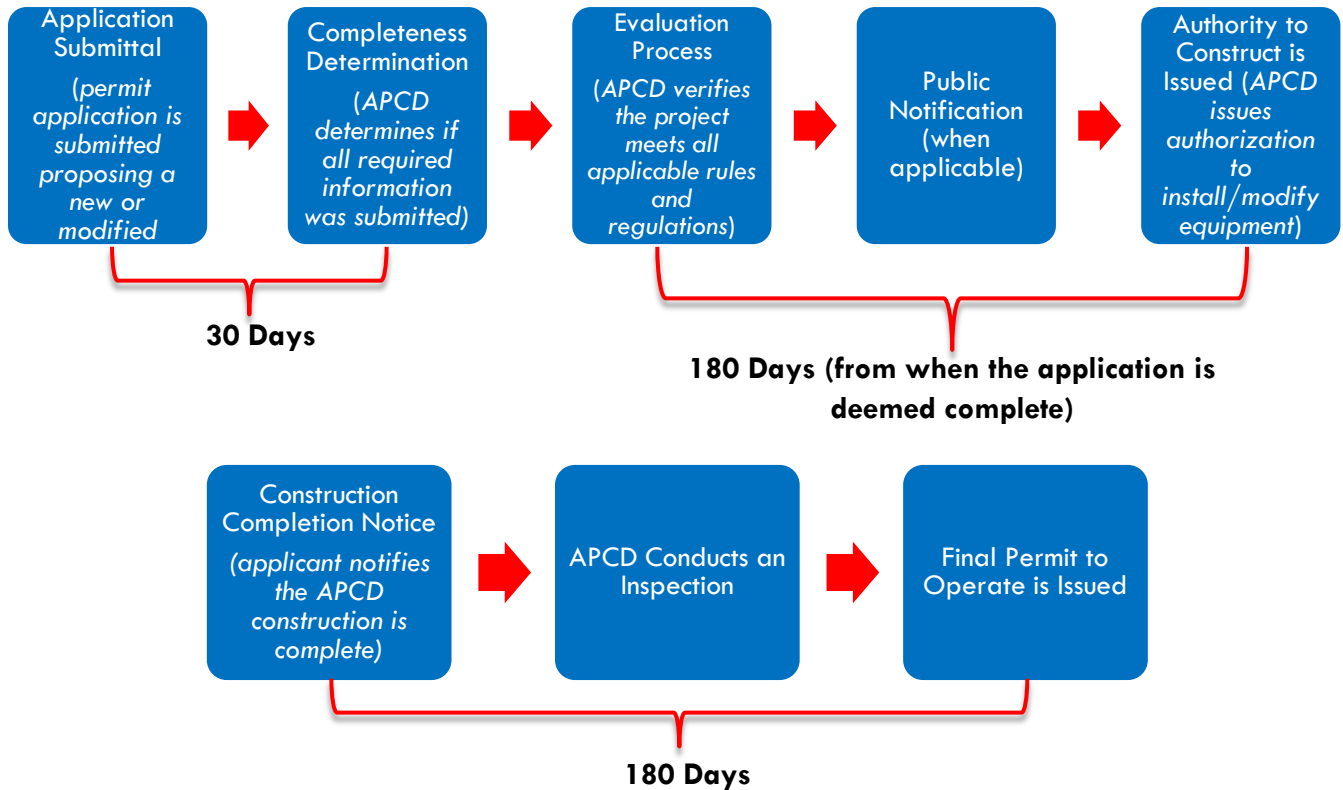 Application
Submittal
(permit
application is
submitted
proposing a
new or
modified
Completeness
Determination
(APCD
determines if
all required
information
was submitted)
Evaluation
Process
(APCD verifies
the project
meets all
applicable rules
and
regulations)
Public
Notification
(when
applicable)
Authority to
Construct is
Issued (APCD
issues
authorization
to
install/modify
equipment)
30 Days
180 Days (from when the application is
deemed complete)
Construction
Completion Notice
(applicant notifies
the APCD
construction is
complete)
APCD Conducts an
Inspection
Final Permit to
Operate is Issued
180 Days